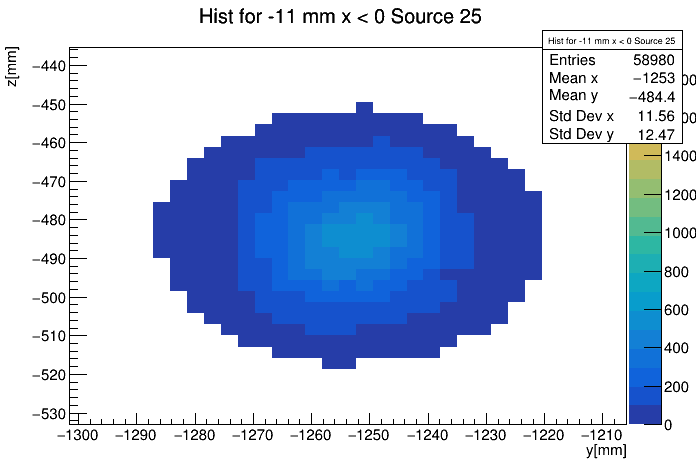 Hist for -11 mm x < 0 Source 25
z[mm]
Hist for -11 mm x < 0 Source 25
Entries 58980
Mean x −1253
Mean y −484.4
Std Dev x 11.56
Std Dev y 12.47
−440
−450
−460
−470
−480
−490
−500
−510
−520
−530
1400
1200
1000
800
600
400
200
0
−1300 −1290 −1280 −1270 −1260 −1250 −1240 −1230 −1220 −1210
y[mm]